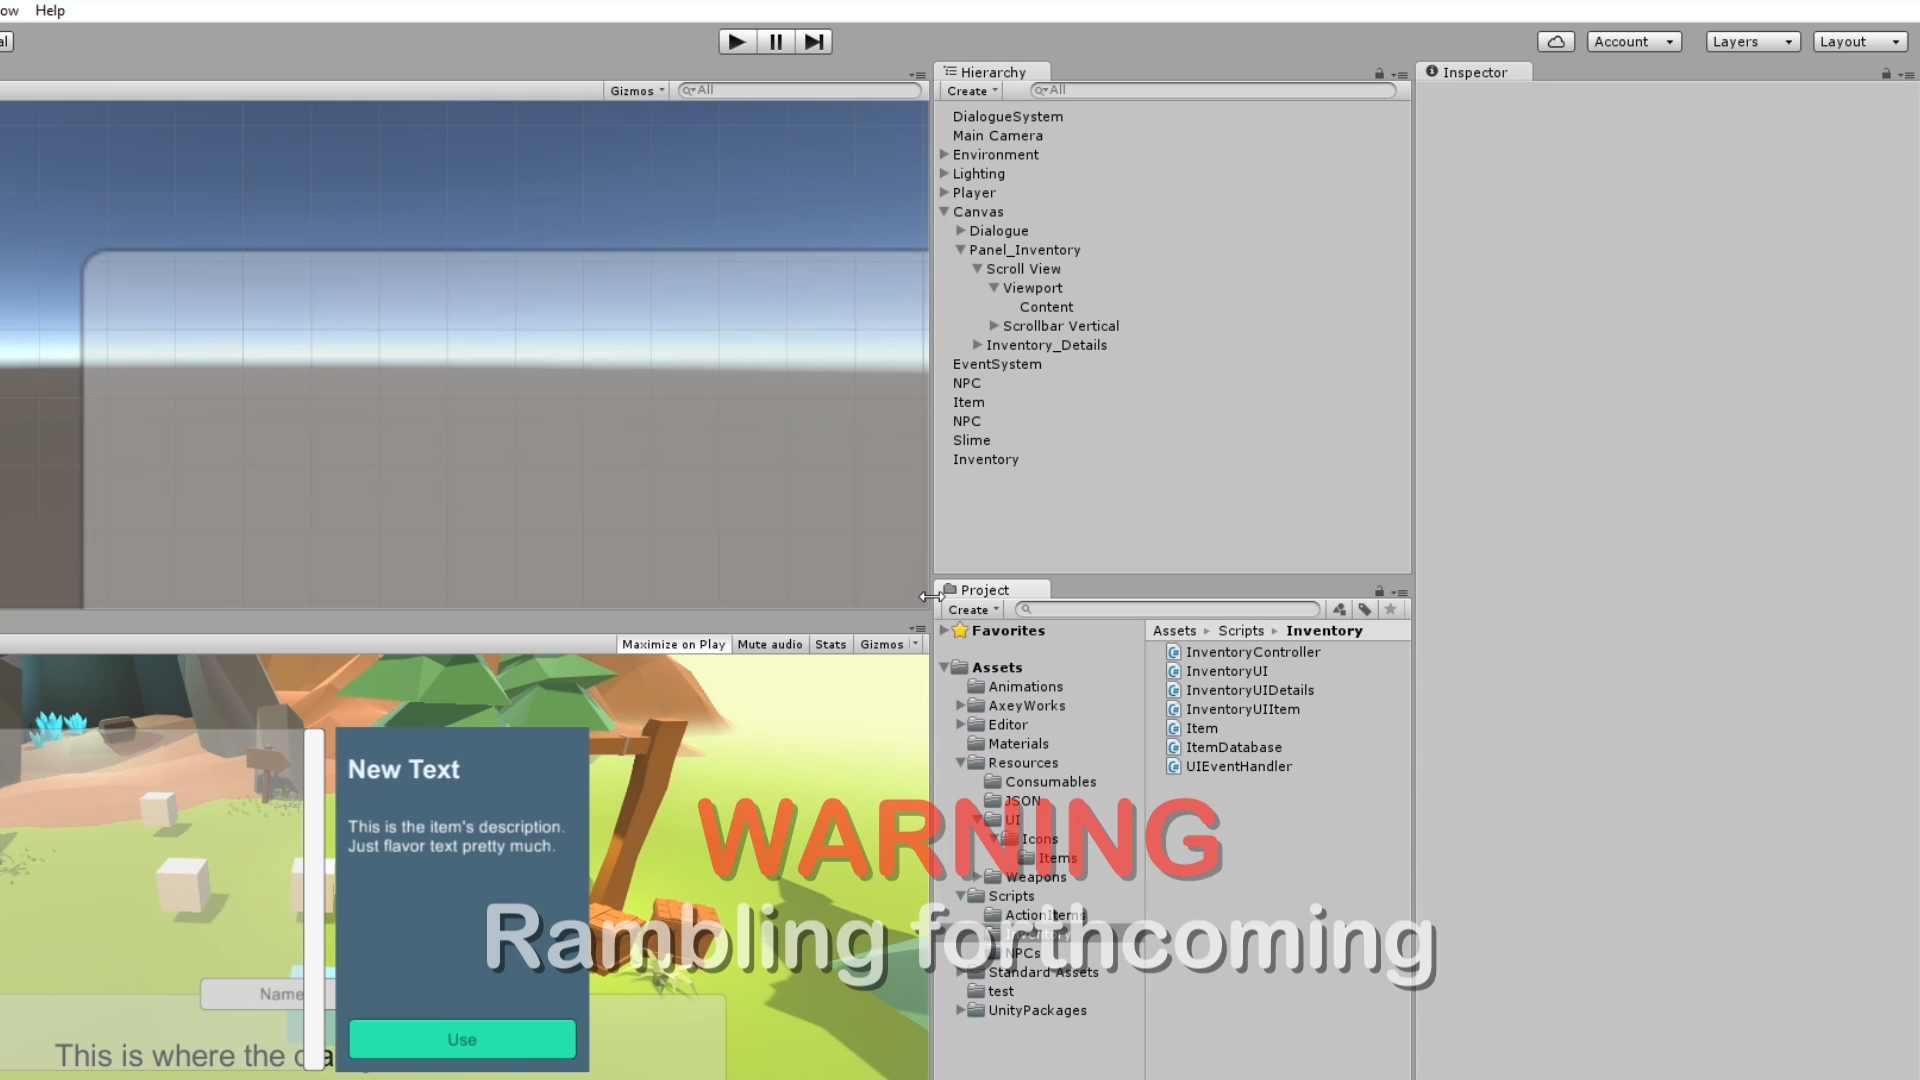 Help
Account
Layers
Layout
Gizmos
All
Hierarchy
Create
All
DialogueSystem
Main Camera
Environment
Lighting
Player
Canvas
Dialogue
Panel_Inventory
Scroll View
Viewport
Content
Scrollbar Vertical
Inventory_Details
EventSystem
NPC
Item
NPC
Slime
Inventory
Inspector
Maximize on Play
Mute audio
Stats
Gizmos
New Text
This is the item's description.
Just flavor text pretty much.
Use
Name
This is where the
Project
Create
Favorites
Assets
Animations
AxeyWorks
Editor
Materials
Resources
Consumables
JSON
UI
Icons
Items
Weapons
Scripts
ActionItems
Inventory
NPCs
Standard Assets
test
UnityPackages
Assets Scripts Inventory
InventoryController
InventoryUI
InventoryUIDetails
InventoryUIItem
Item
ItemDatabase
UIEventHandler
WARNING
Rambling forthcoming